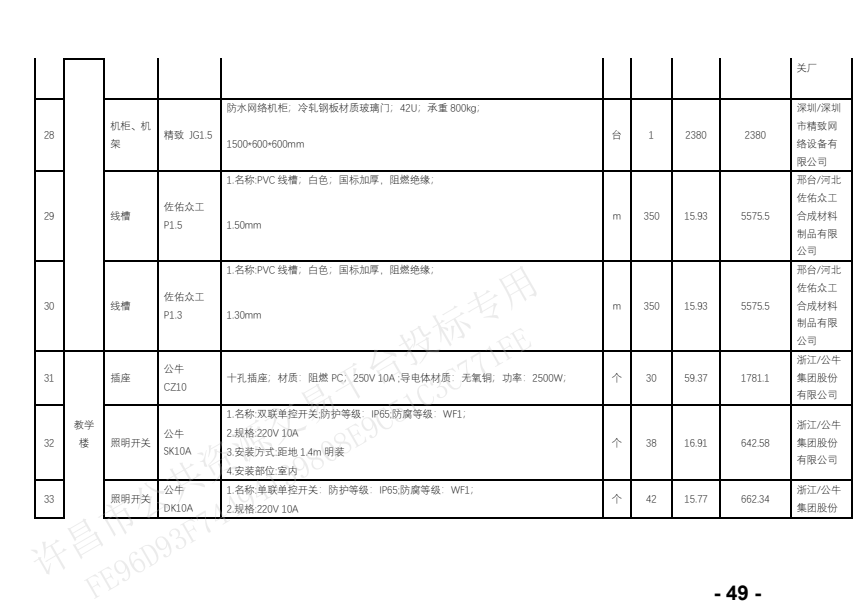 关厂
28 机柜、机架 精致 JG1.5 防水网络机柜；冷轧钢板材质玻璃门；42U；承重 800kg； 1500*600*600mm 台 1 2380 2380 深圳/深圳市精致网络设备有限公司
29 线槽 佐佑众工 P1.5 1.名称:PVC 线槽；白色；国标加厚，阻燃绝缘； 1.50mm m 350 15.93 5575.5 邢台/河北佐佑众工合成材料制品有限公司
30 线槽 佐佑众工 P1.3 1.名称:PVC 线槽；白色；国标加厚，阻燃绝缘； 1.30mm m 350 15.93 5575.5 邢台/河北佐佑众工合成材料制品有限公司
教学楼
31 插座 公牛 CZ10 十孔插座；材质：阻燃 PC，250V 10A ;导电体材质：无氧铜，功率：2500W； 个 30 59.37 1781.1 浙江/公牛集团股份有限公司
32 照明开关 公牛 SK10A 1.名称:双联单控开关;防护等级：IP65;防腐等级：WF1；
2.规格:220V 10A
3.安装方式:距地 1.4m 明装
4.安装部位:室内 个 38 16.91 642.58 浙江/公牛集团股份有限公司
33 照明开关 公牛 DK10A 1.名称:单联单控开关：防护等级：IP65;防腐等级：WF1；
2.规格:220V 10A 个 42 15.77 662.34 浙江/公牛集团股份
许昌市公共资源交易平台投标专用
- 49 -